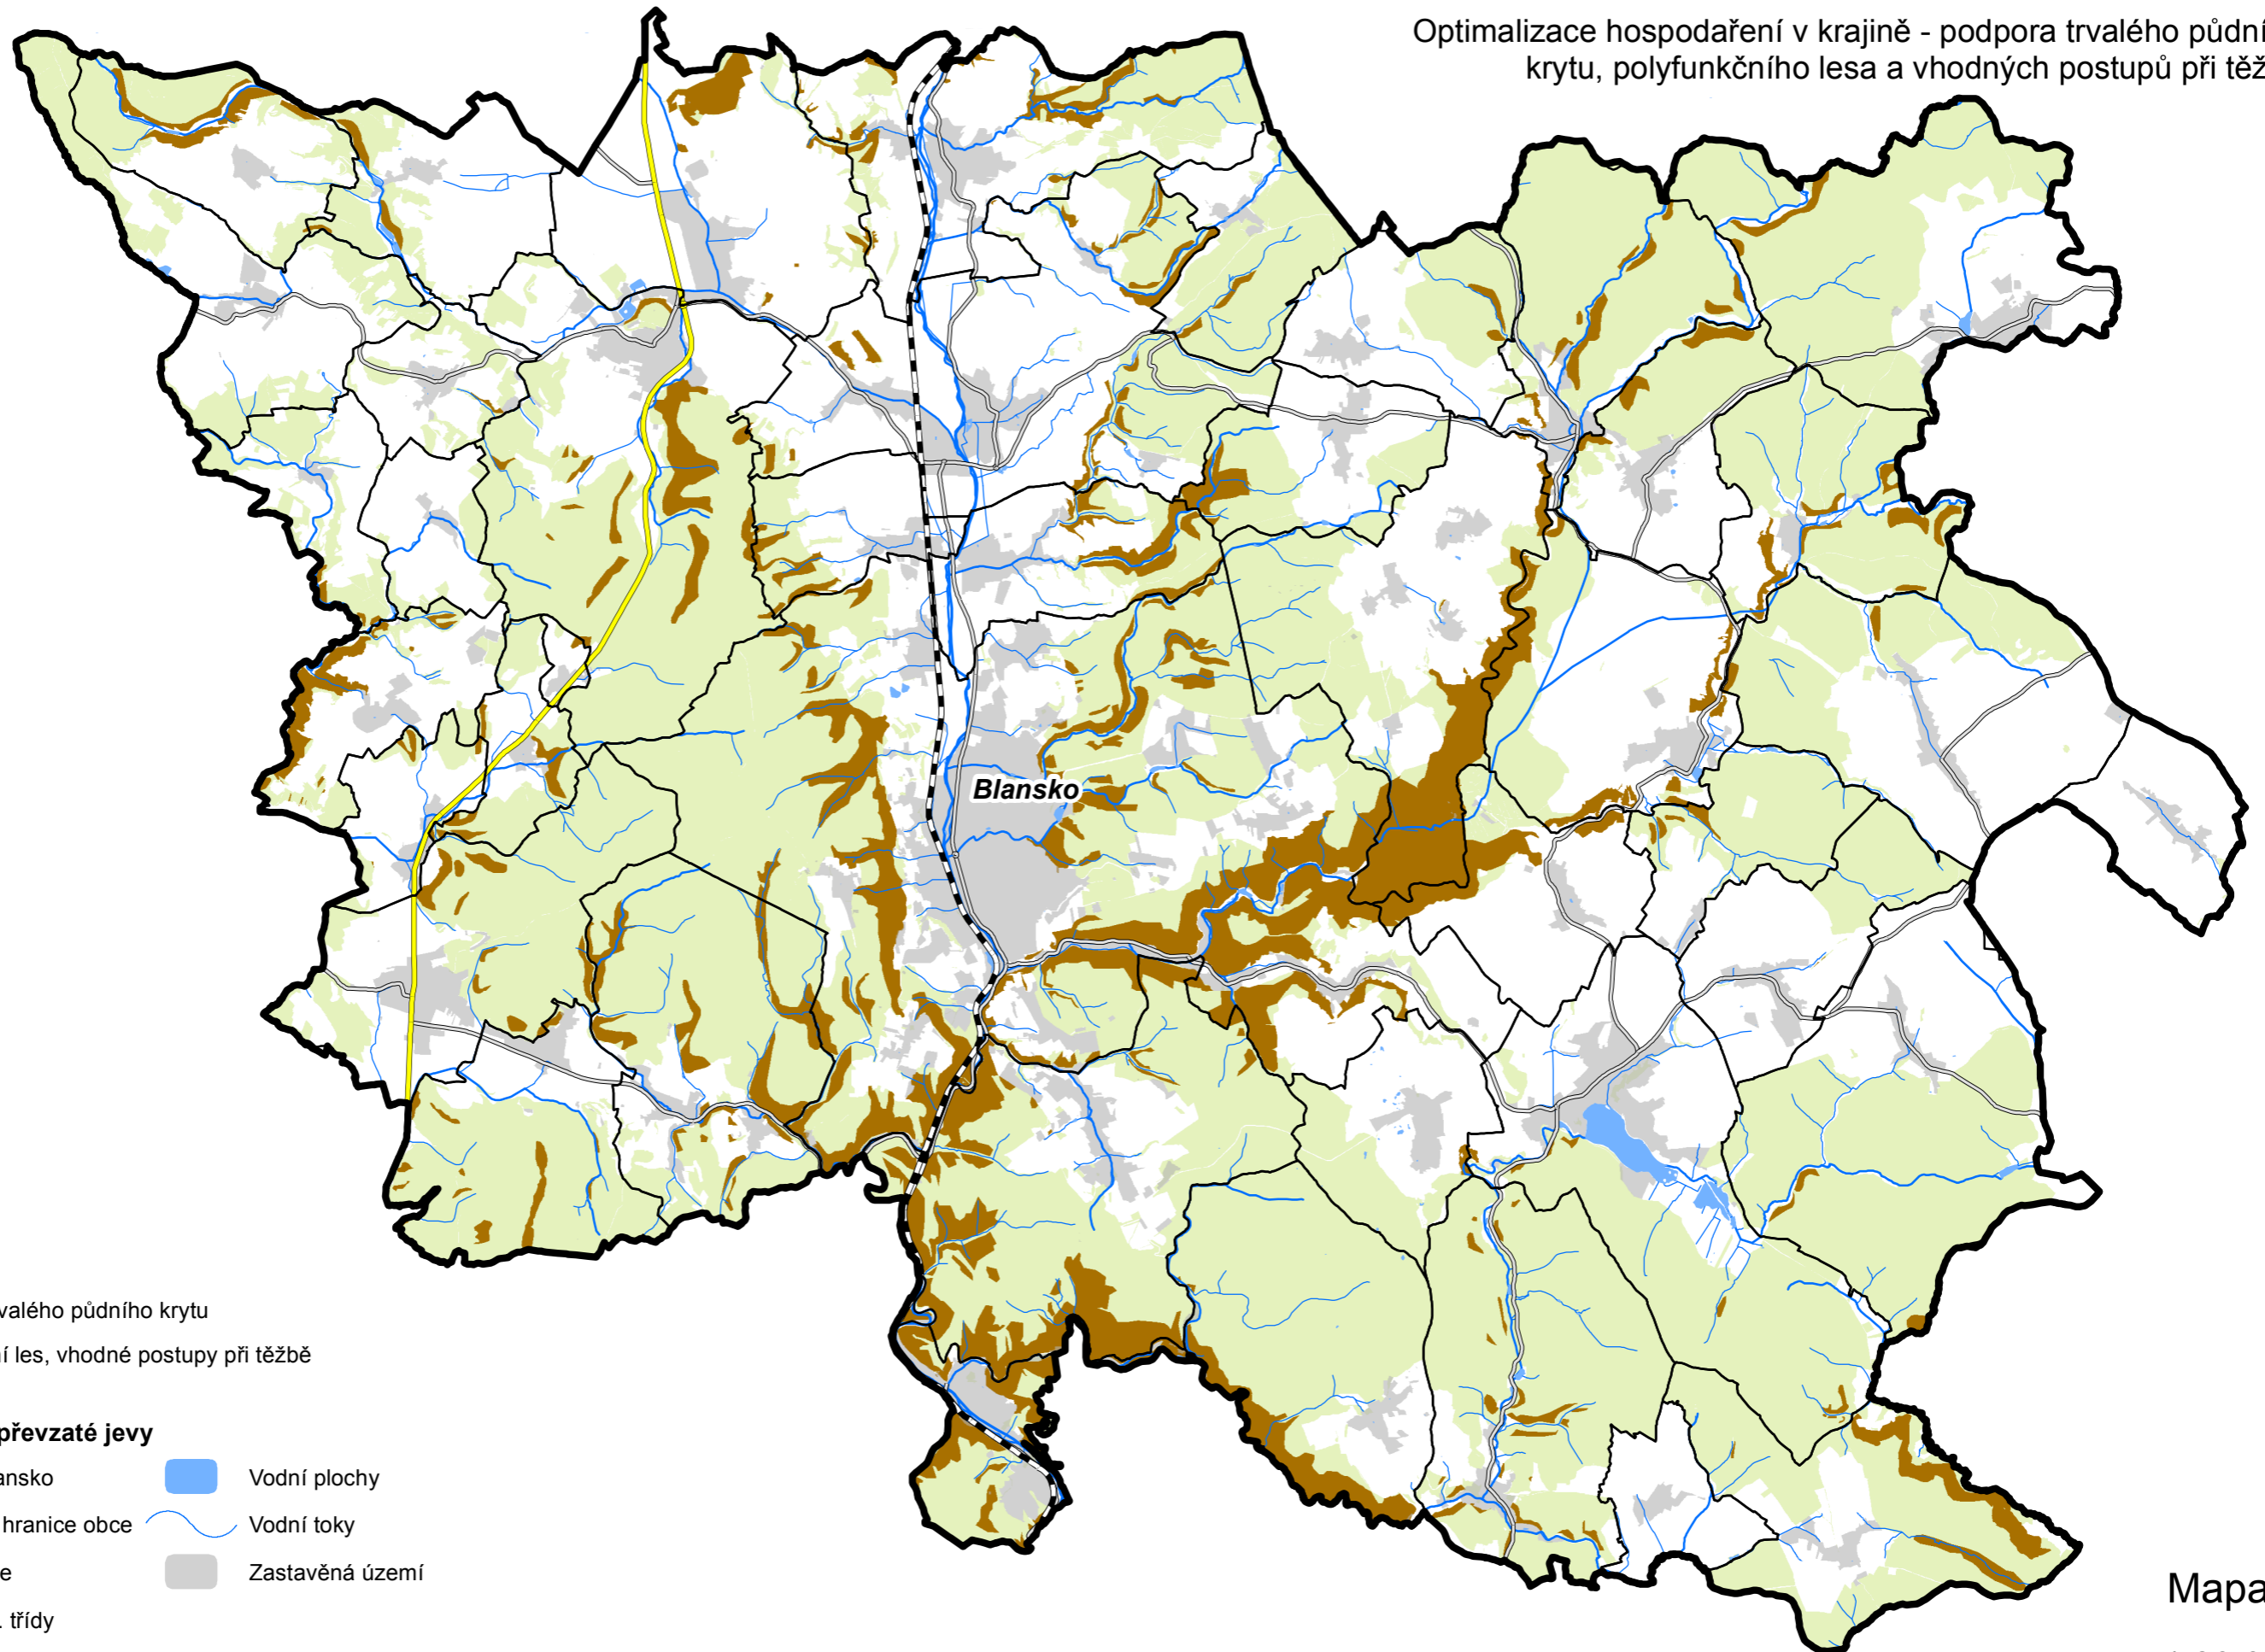 Optimalizace hospodaření v krajině - podpora trvalého půdní
krytu, polyfunkčního lesa a vhodných postupů při těž
Blansko
valého půdního krytu
í les, vhodné postupy při těžbě
převzaté jevy
ansko
Vodní plochy
hranice obce
Vodní toky
e
Zastavěná území
. třídy
Mapa